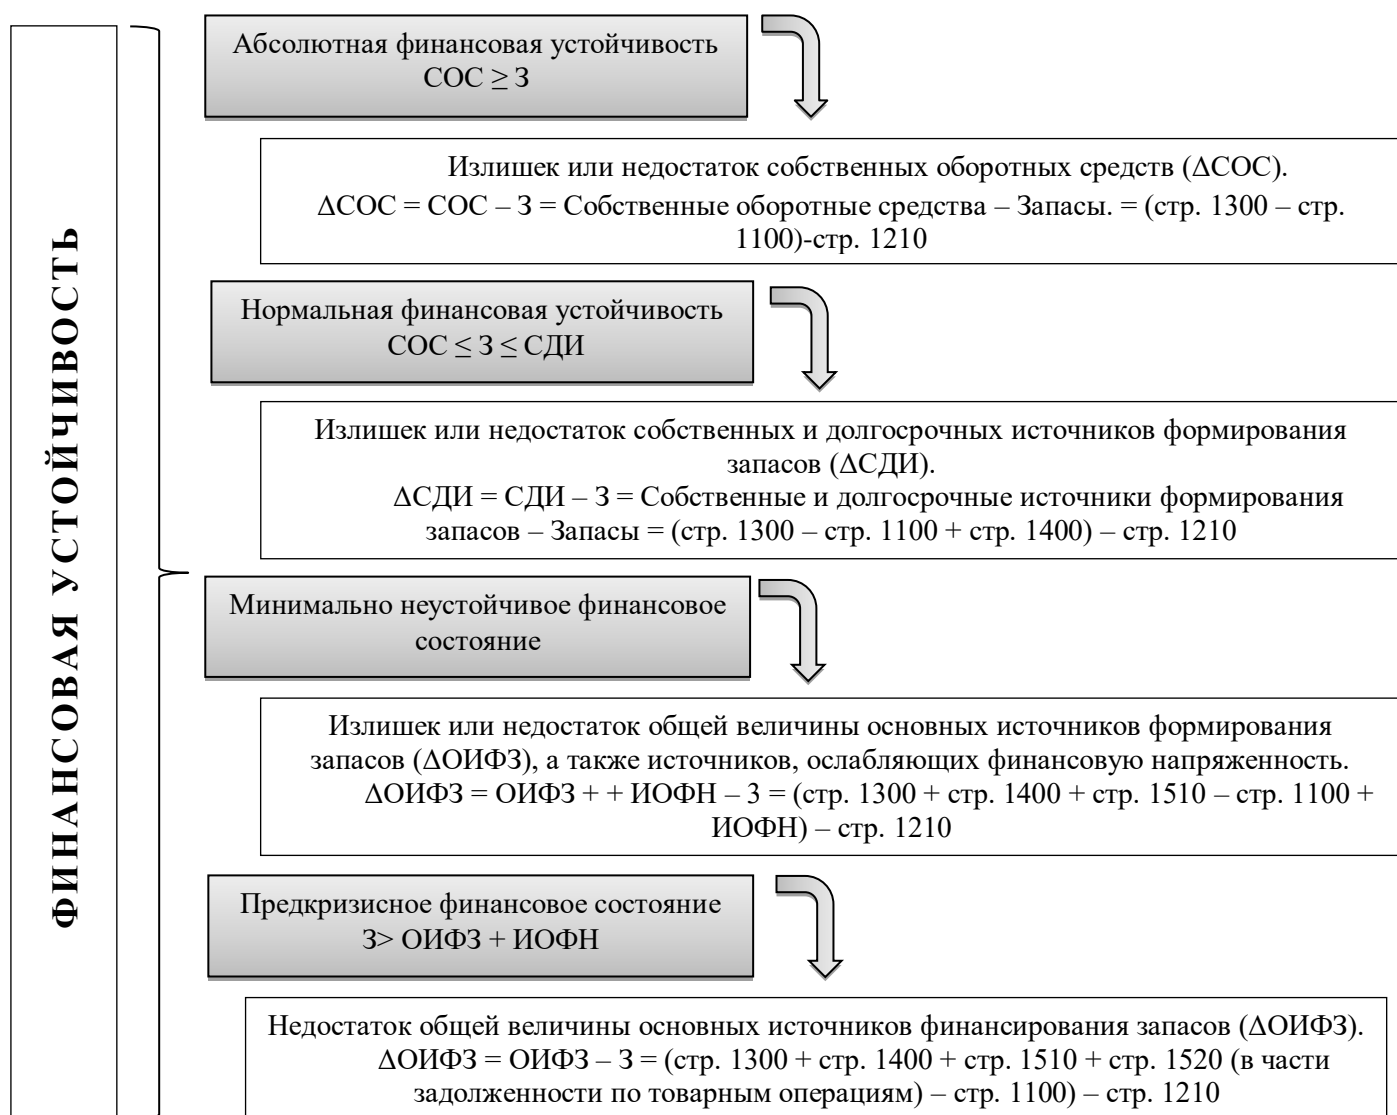 ФИНАНСОВАЯ УСТОЙЧИВОСТЬ
Абсолютная финансовая устойчивость
СОС ≥ З
Излишек или недостаток собственных оборотных средств (ΔСОС).
ΔСОС = СОС – З = Собственные оборотные средства – Запасы. = (стр. 1300 – стр.
1100)-стр. 1210
Нормальная финансовая устойчивость
СОС ≤ З ≤ СДИ
Излишек или недостаток собственных и долгосрочных источников формирования
запасов (ΔСДИ).
ΔСДИ = СДИ – З = Собственные и долгосрочные источники формирования
запасов – Запасы = (стр. 1300 – стр. 1100 + стр. 1400) – стр. 1210
Минимально неустойчивое финансовое
состояние
Излишек или недостаток общей величины основных источников формирования
запасов (ΔОИФЗ), а также источников, ослабляющих финансовую напряженность.
ΔОИФЗ = ОИФЗ + + ИОФН – З = (стр. 1300 + стр. 1400 + стр. 1510 – стр. 1100 +
ИОФН) – стр. 1210
Предкризисное финансовое состояние
З> ОИФЗ + ИОФН
Недостаток общей величины основных источников финансирования запасов (ΔОИФЗ).
ΔОИФЗ = ОИФЗ – З = (стр. 1300 + стр. 1400 + стр. 1510 + стр. 1520 (в части
задолженности по товарным операциям) – стр. 1100) – стр. 1210